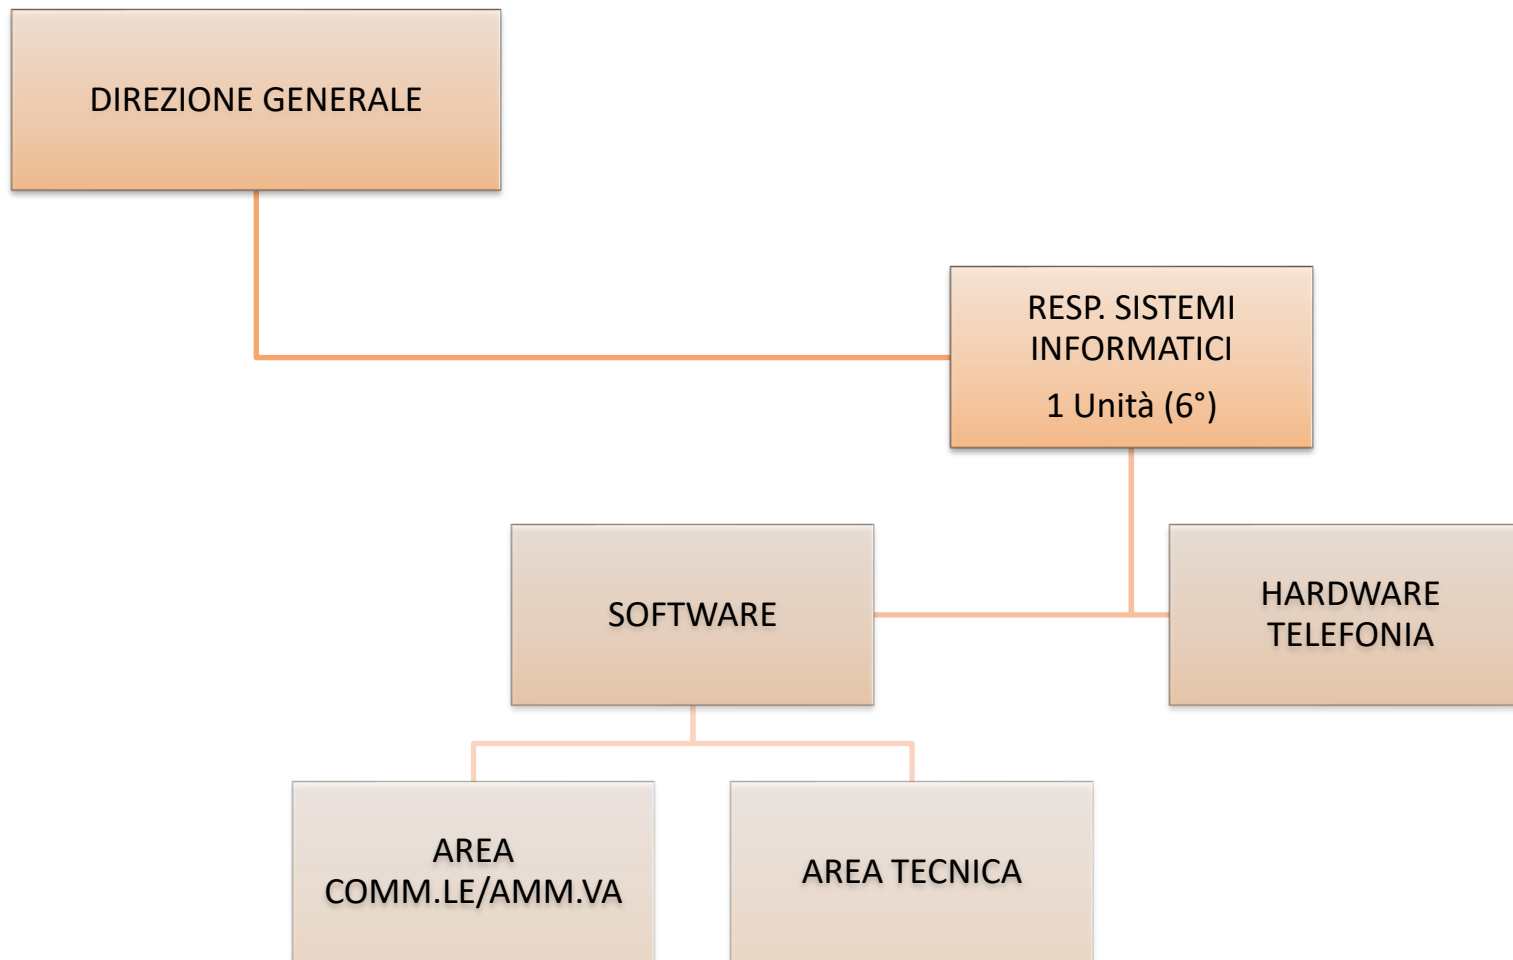 DIREZIONE GENERALE
RESP. SISTEMI
INFORMATICI
1 Unità (6°)
SOFTWARE
HARDWARE
TELEFONIA
AREA
COMM.LE/AMM.VA
AREA TECNICA